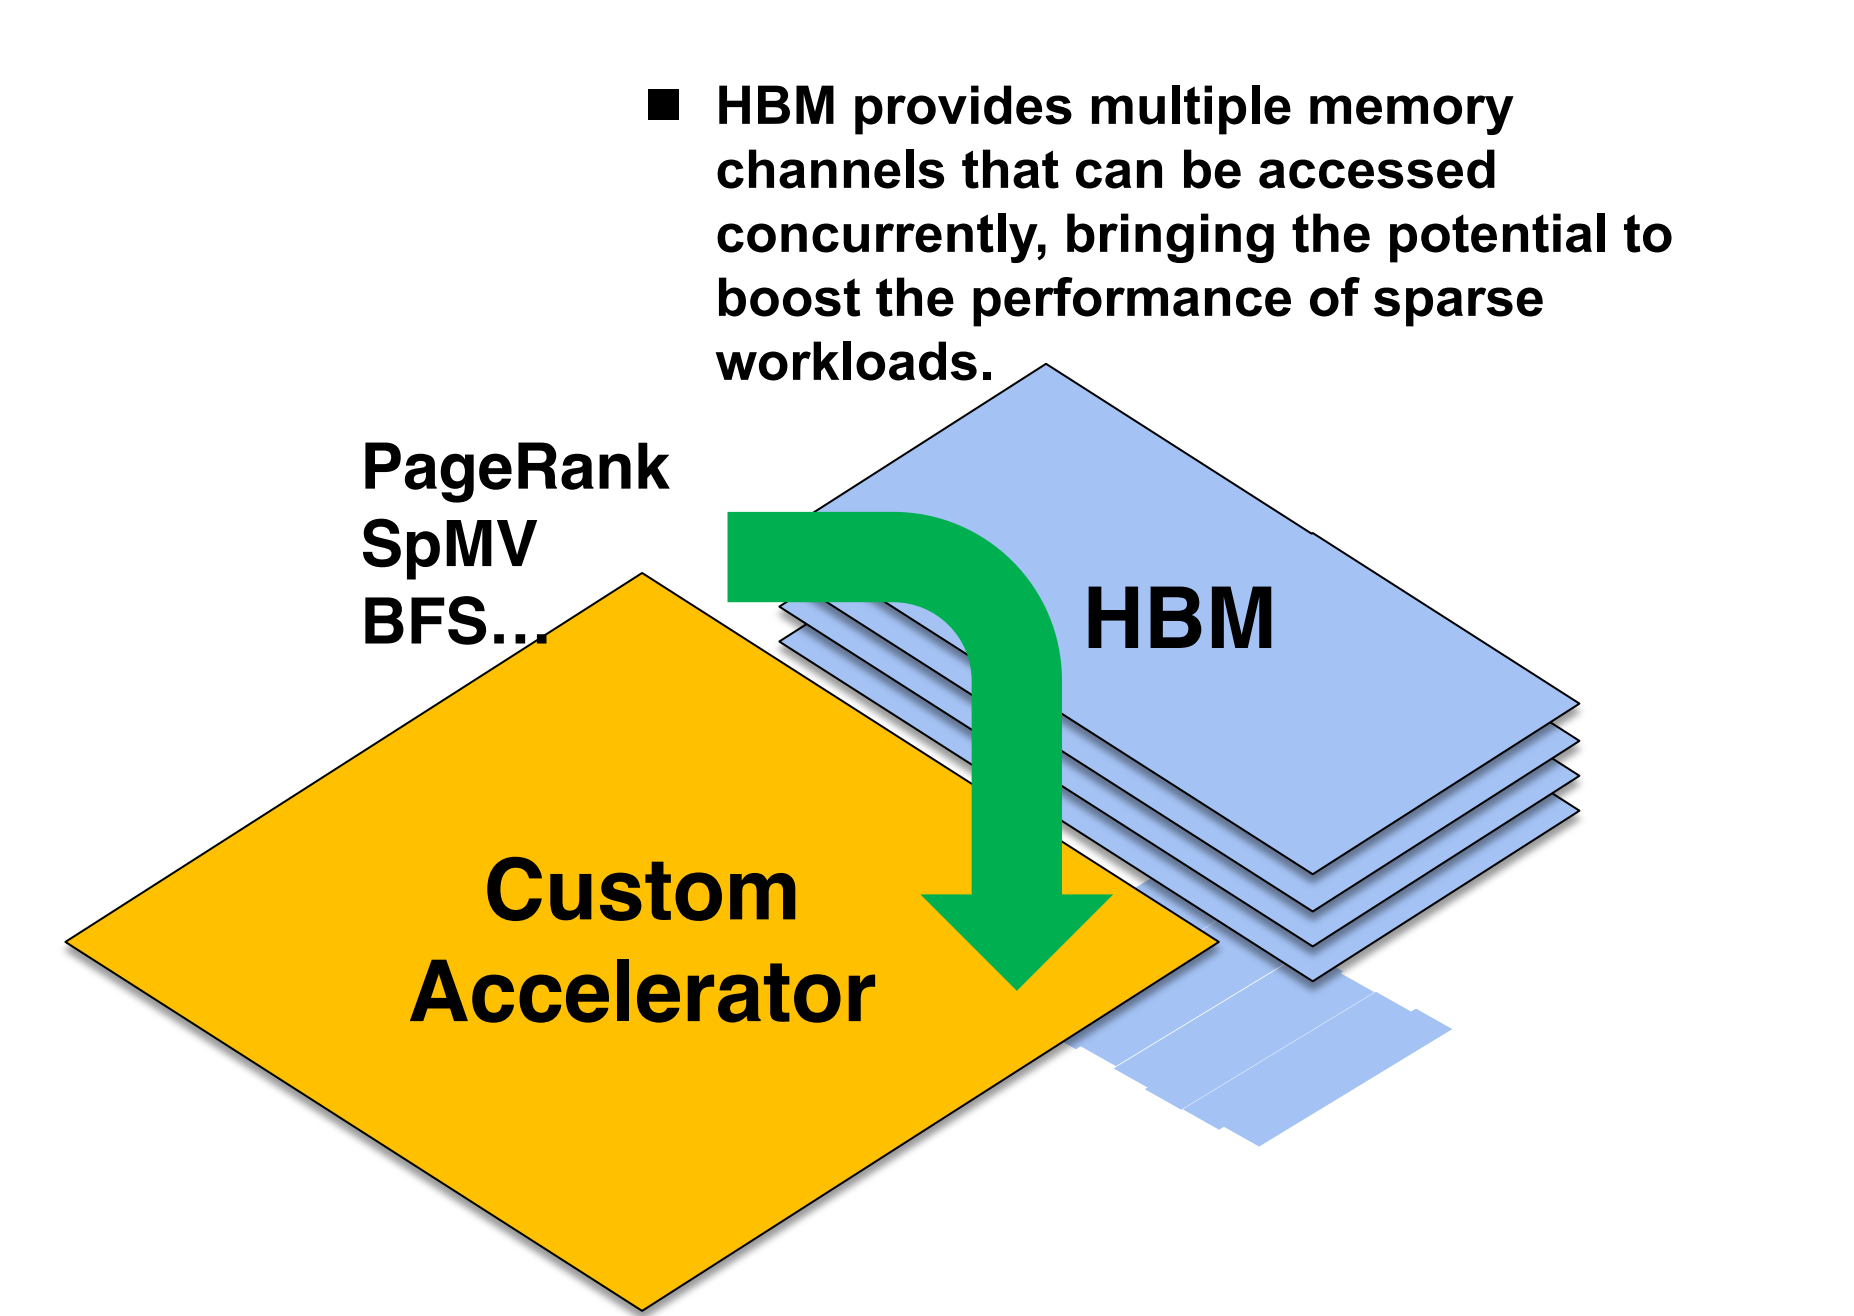 ■ HBM provides multiple memory
channels that can be accessed
concurrently, bringing the potential to
boost the performance of sparse
workloads.
PageRank
SpMV
BFS…
HBM
Custom
Accelerator